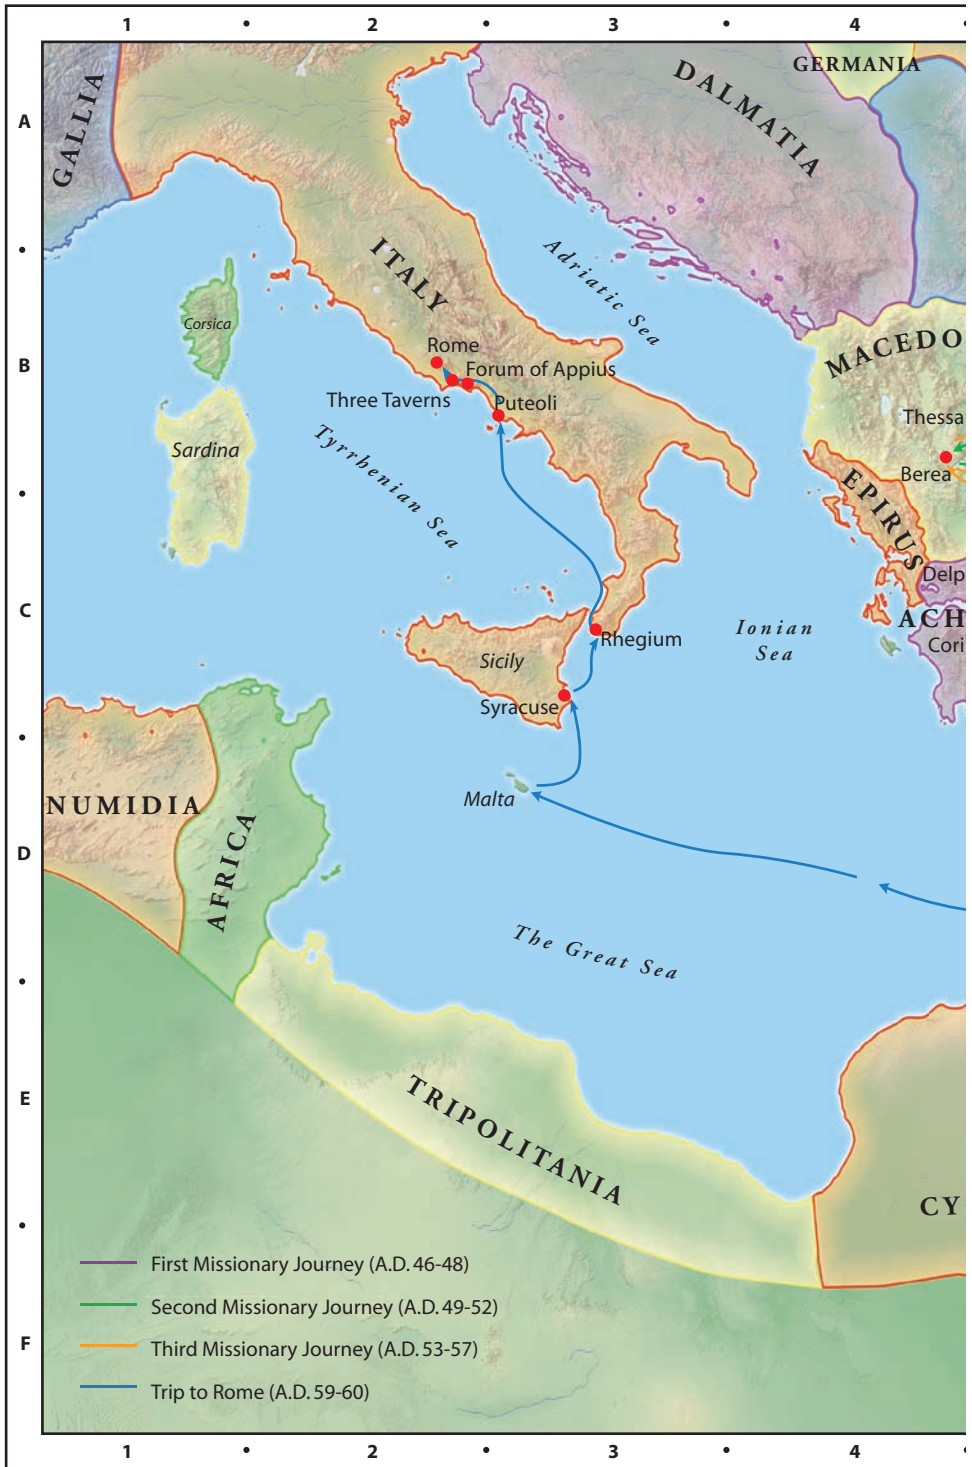 1 • 2 • 3 • 4 •
A
•
B
•
C
•
D
•
E
•
F
GALLIA
DALMATIA
GERMANIA
ITALY
Adriatic Sea
Corsica
Rome
Forum of Appius
Three Taverns
Puteoli
MACEDO
Thessa
Berea
Sardina
Tyrrhenian Sea
EPIRUS
Delp
ACH
Cori
Ionian
Sea
Rhegium
Sicily
Syracuse
Malta
NUMIDIA
AFRICA
The Great Sea
TRIPOLITANIA
CY
First Missionary Journey (A.D. 46-48)
Second Missionary Journey (A.D. 49-52)
Third Missionary Journey (A.D. 53-57)
Trip to Rome (A.D. 59-60)
1 • 2 • 3 • 4 •